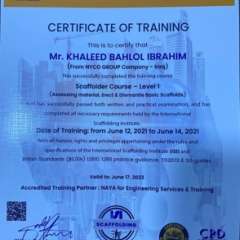 CERTIFICATE OF TRAINING
This is to certify that
Mr. KHALEED BAHLOL IBRAHIM
(From NYCO GROUP Company - Iraq)
successfully completed the training course
Scaffolder Course - Level 1
(Assessing material, Erect & Dismantle Basic Scaffolds)
has successfully passed both written and practical examination, and has
completed all necessary requirements held by the International
Scaffolding Institute.
Date of Training: from June 12, 2021 to June 14, 2021
with all honors, rights and privileges appertaining under the rules and
specifications of the International Scaffolding Institute (ISI) and
British Standards
Valid to June 17, 2023
Accredited Training Partner : NAYA for Engineering Services & Training
SCAFFOLDING
CPD